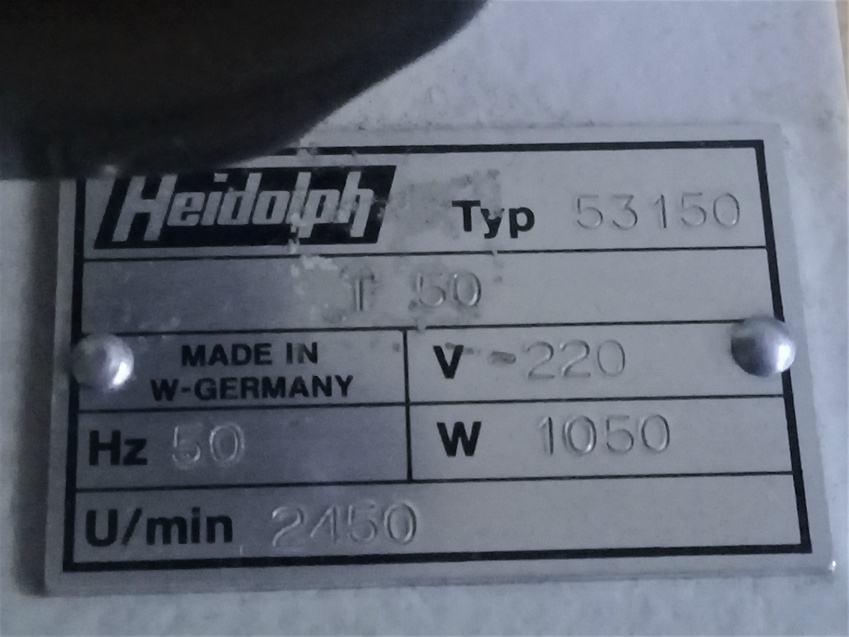 Heidolph Typ 53150
T 50
MADE IN
W-GERMANY
V ~220
Hz 50
W 1050
U/min 2450